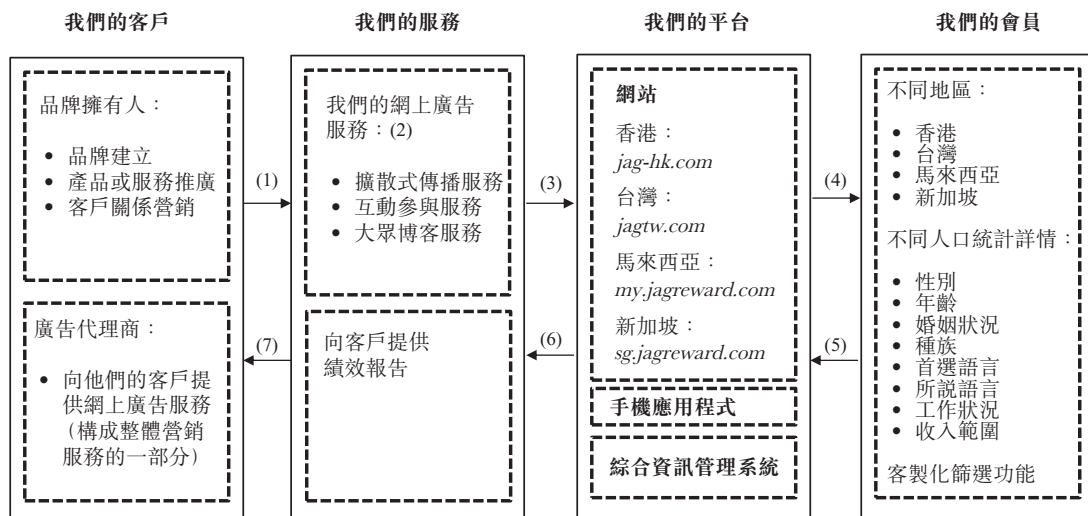 我們的客戶
我們的服務
我們的平台
我們的會員
品牌擁有人：
• 品牌建立
• 產品或服務推廣
• 客戶關係營銷
廣告代理商：
• 向他們的客戶提
供網上廣告服務
(構成整體營銷
服務的一部分)
(1)
(7)
我們的網上廣告
服務：(2)
• 擴散式傳播服務
• 互動參與服務
• 大眾博客服務
向客戶提供
績效報告
(3)
(6)
網站
香港：
jag-hk.com
台灣：
jagtw.com
馬來西亞：
my.jagreward.com
新加坡：
sg.jagreward.com
手機應用程式
綜合資訊管理系統
(4)
(5)
不同地區：
• 香港
• 台灣
• 馬來西亞
• 新加坡
不同人口統計詳情：
• 性別
• 年齡
• 婚姻狀況
• 種族
• 首選語言
• 所説語言
• 工作狀況
• 收入範圍
客製化篩選功能